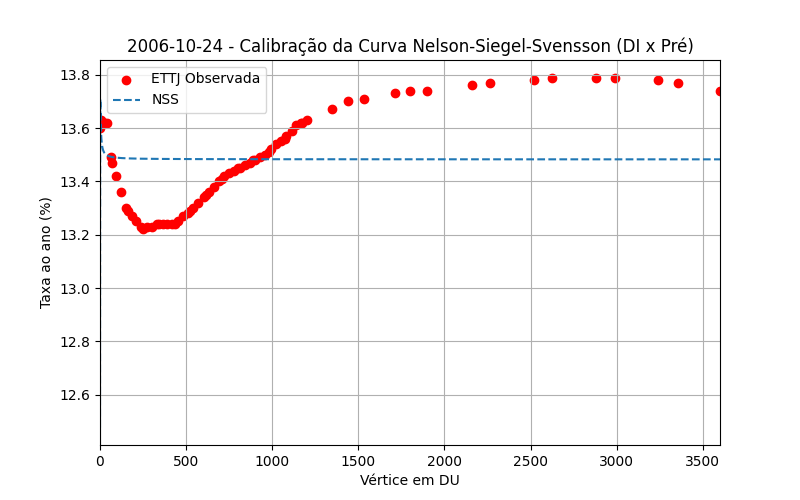 2006-10-24 - Calibração da Curva Nelson-Siegel-Svensson (DI x Pré)
ETTJ Observada
NSS
Taxa ao ano (%)
13.8
13.6
13.4
13.2
13.0
12.8
12.6
0 500 1000 1500 2000 2500 3000 3500
Vértice em DU